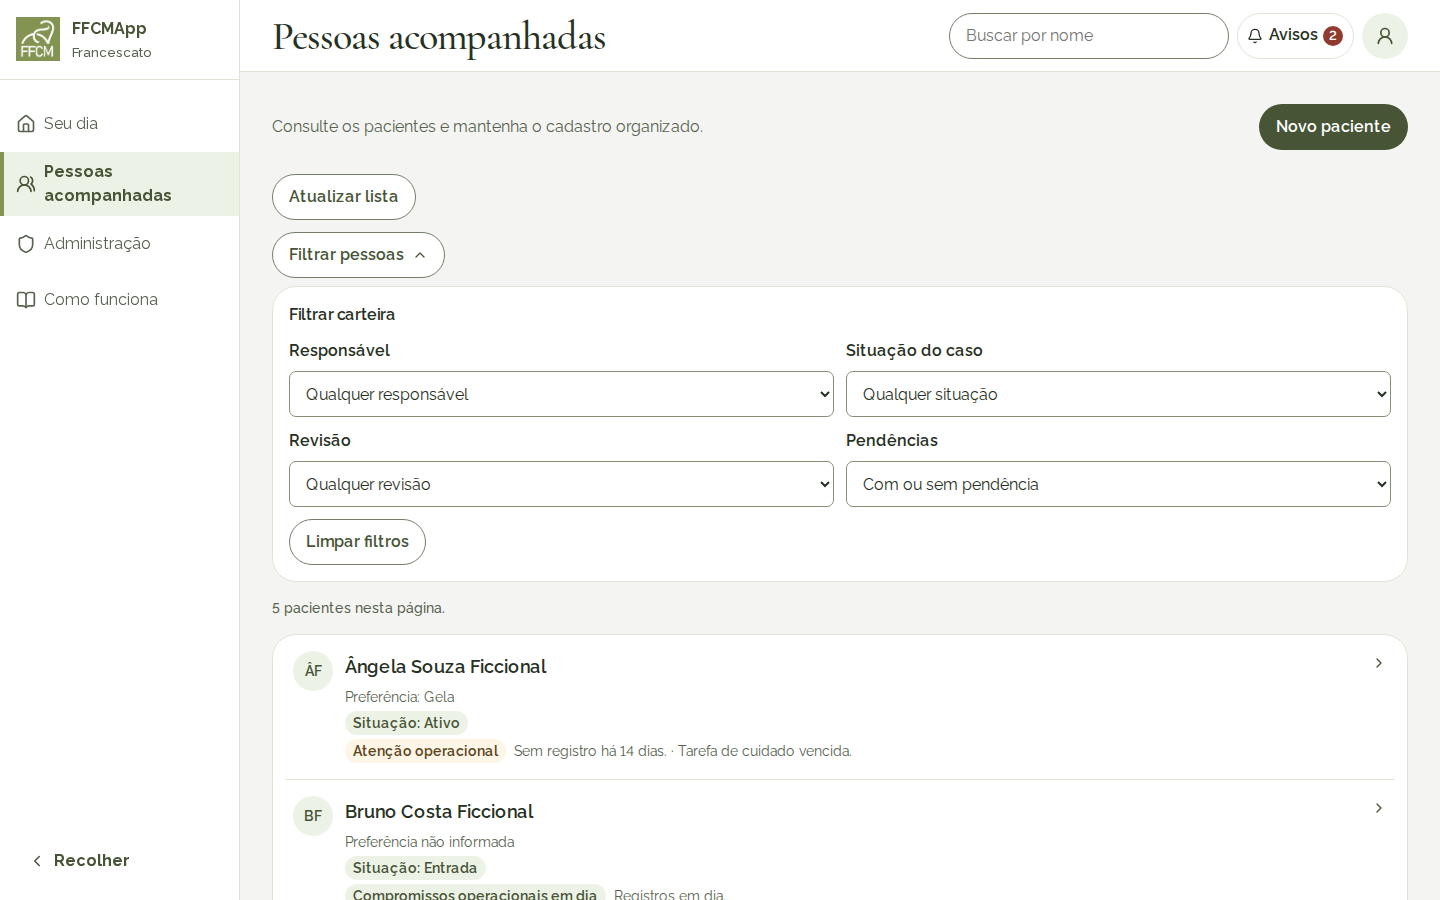 FFCM
FFCMApp
Francescato
Pessoas acompanhadas
Buscar por nome
Avisos 2
Seu dia
Pessoas
acompanhadas
Administração
Como funciona
Recolher
Consulte os pacientes e mantenha o cadastro organizado.
Novo paciente
Atualizar lista
Filtrar pessoas
Filtrar carteira
Responsável
Situação do caso
Qualquer responsável
Qualquer situação
Revisão
Pendências
Qualquer revisão
Com ou sem pendência
Limpar filtros
5 pacientes nesta página.
ÂF
Ângela Souza Ficcional
Preferência: Gela
Situação: Ativo
Atenção operacional Sem registro há 14 dias. · Tarefa de cuidado vencida.
BF
Bruno Costa Ficcional
Preferência não informada
Situação: Entrada
Compromissos operacionais em dia Registros em dia.